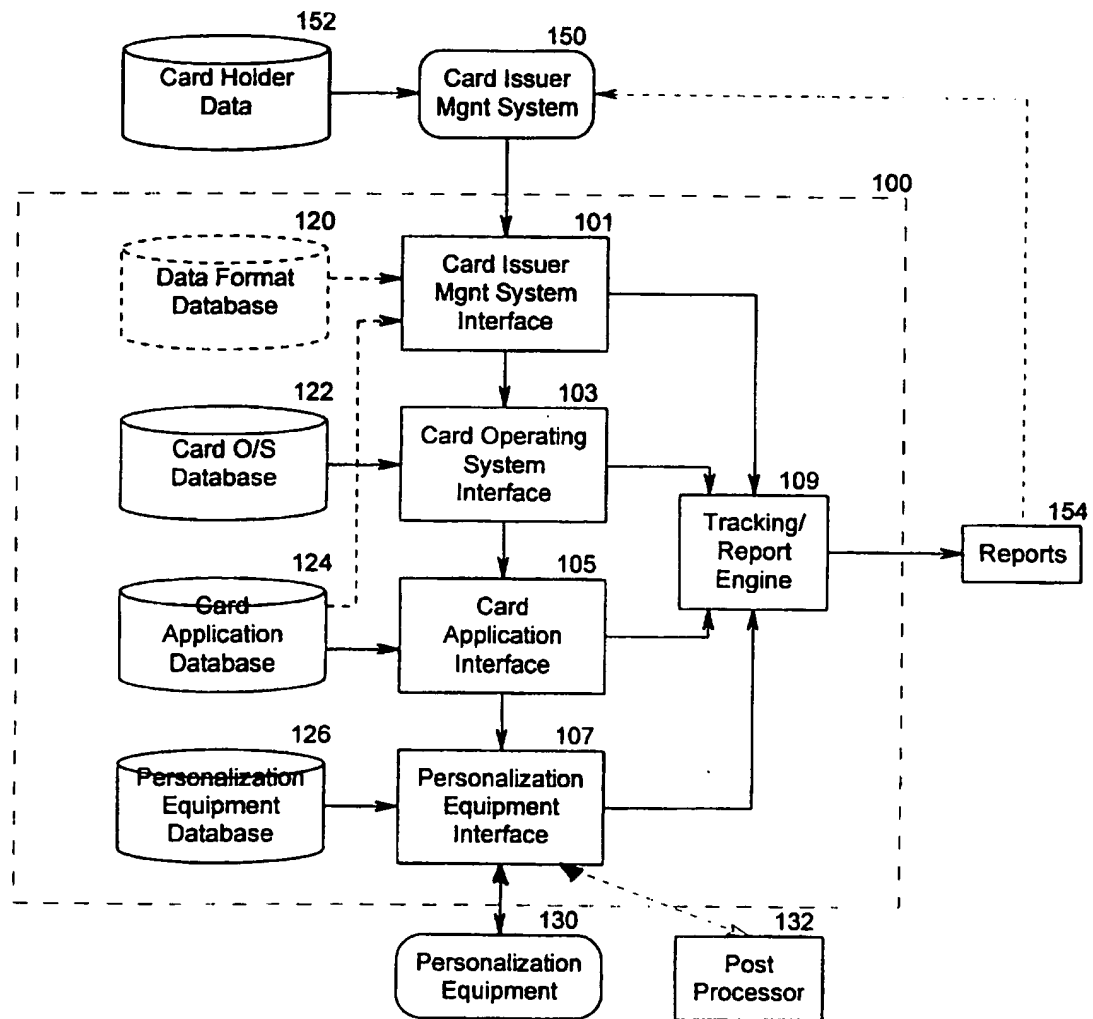 152
Card Holder
Data
150
Card Issuer
Mgnt System
100
120
Data Format
Database
101
Card Issuer
Mgnt System
Interface
122
Card O/S
Database
103
Card Operating
System
Interface
109
Tracking/
Report
Engine
154
Reports
124
Card
Application
Database
105
Card
Application
Interface
126
Personalization
Equipment
Database
107
Personalization
Equipment
Interface
130
Personalization
Equipment
132
Post
Processor